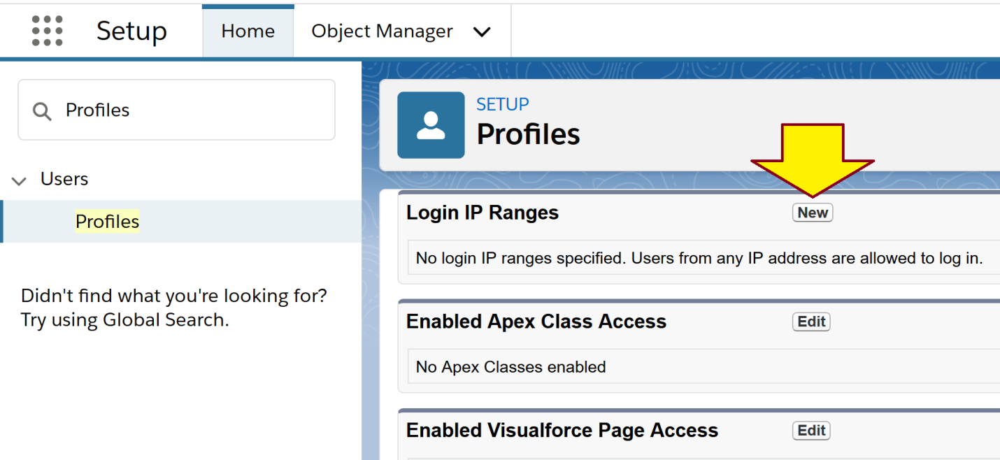 Setup
Home
Object Manager
Profiles
Users
Profiles
Didn't find what you're looking for?
Try using Global Search.
SETUP
Profiles
Login IP Ranges
New
No login IP ranges specified. Users from any IP address are allowed to log in.
Enabled Apex Class Access
Edit
No Apex Classes enabled
Enabled Visualforce Page Access
Edit